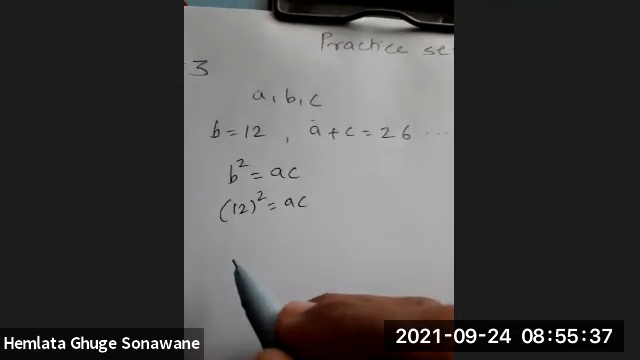 Practice se
3
a, b, c
b = 12 , a + c = 26 ....
b² = ac
(12)² = ac
Hemlata Ghuge Sonawane
2021-09-24 08:55:37